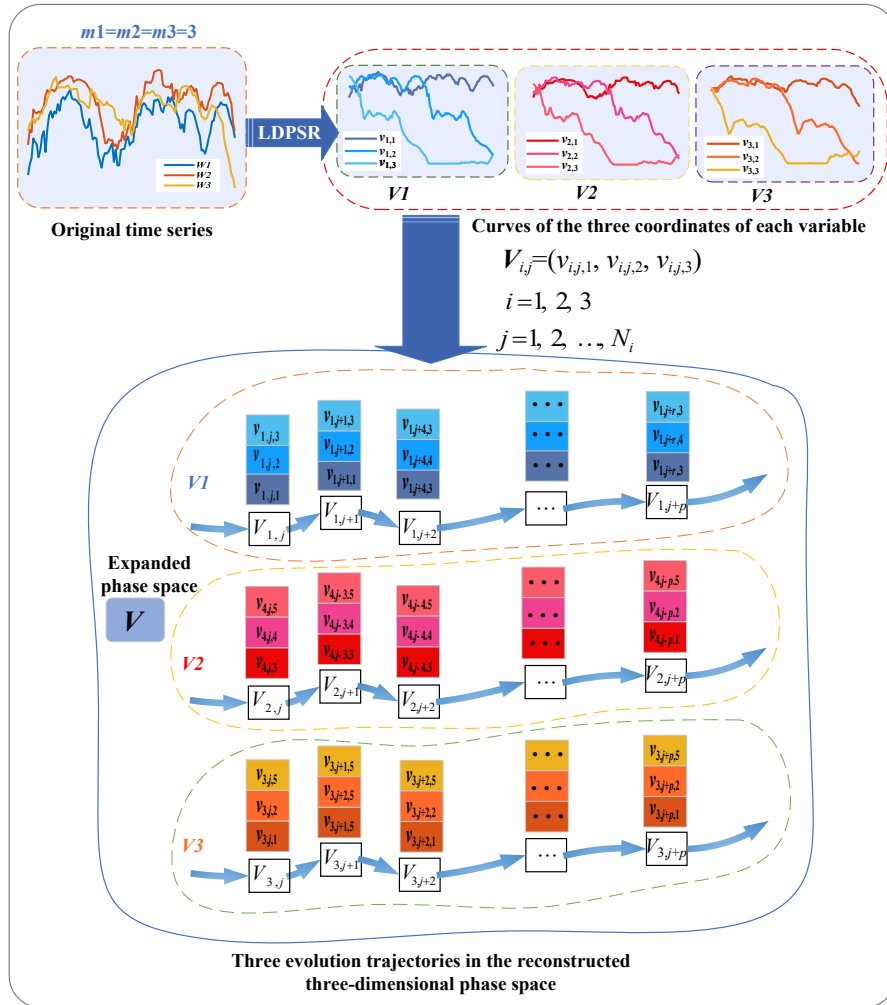 m1=m2=m3=3
W1
W2
W3
Original time series
LDPSR
v1,1
v1,2
v1,3
V1
v2,1
v2,2
v2,3
V2
v3,1
v3,2
v3,3
V3
Curves of the three coordinates of each variable
Vi,j=(vi,j,1, vi,j,2, vi,j,3)
i=1, 2, 3
j=1, 2, …, Ni
V1
v1,j,3
v1,j,2
v1,j,1
V1,j
v1,j+1,3
v1,j+1,2
v1,j+1,1
V1,j+1
v1,j+4,3
v1,j+4,4
v1,j+4,3
V1,j+2
• • •
• • •
• • •
...
v1,j+r,3
v1,j+r,4
v1,j+r,3
V1,j+p
Expanded
phase space
V
V2
v4,j,5
v4,j,4
v4,j,3
V2,j
v4,j-3.5
v4,j-3.4
v4,j-3.3
V2,j+1
v4,j-4.5
v4,j-4.4
v4,j-4.3
V2,j+2
• • •
• • •
• • •
...
v4,j-p,5
v4,j-p,2
v4,j-p,1
V2,j+p
V3
v3,j,5
v3,j,2
v3,j,1
V3,j
v3,j+1,5
v3,j+2,5
v3,j+1,5
V3,j+1
v3,j+2,5
v3,j+2,2
v3,j+2,1
V3,j+2
• • •
• • •
• • •
...
v3,j+p,5
v3,j+p,2
v3,j+p,1
V3,j+p
Three evolution trajectories in the reconstructed
three-dimensional phase space